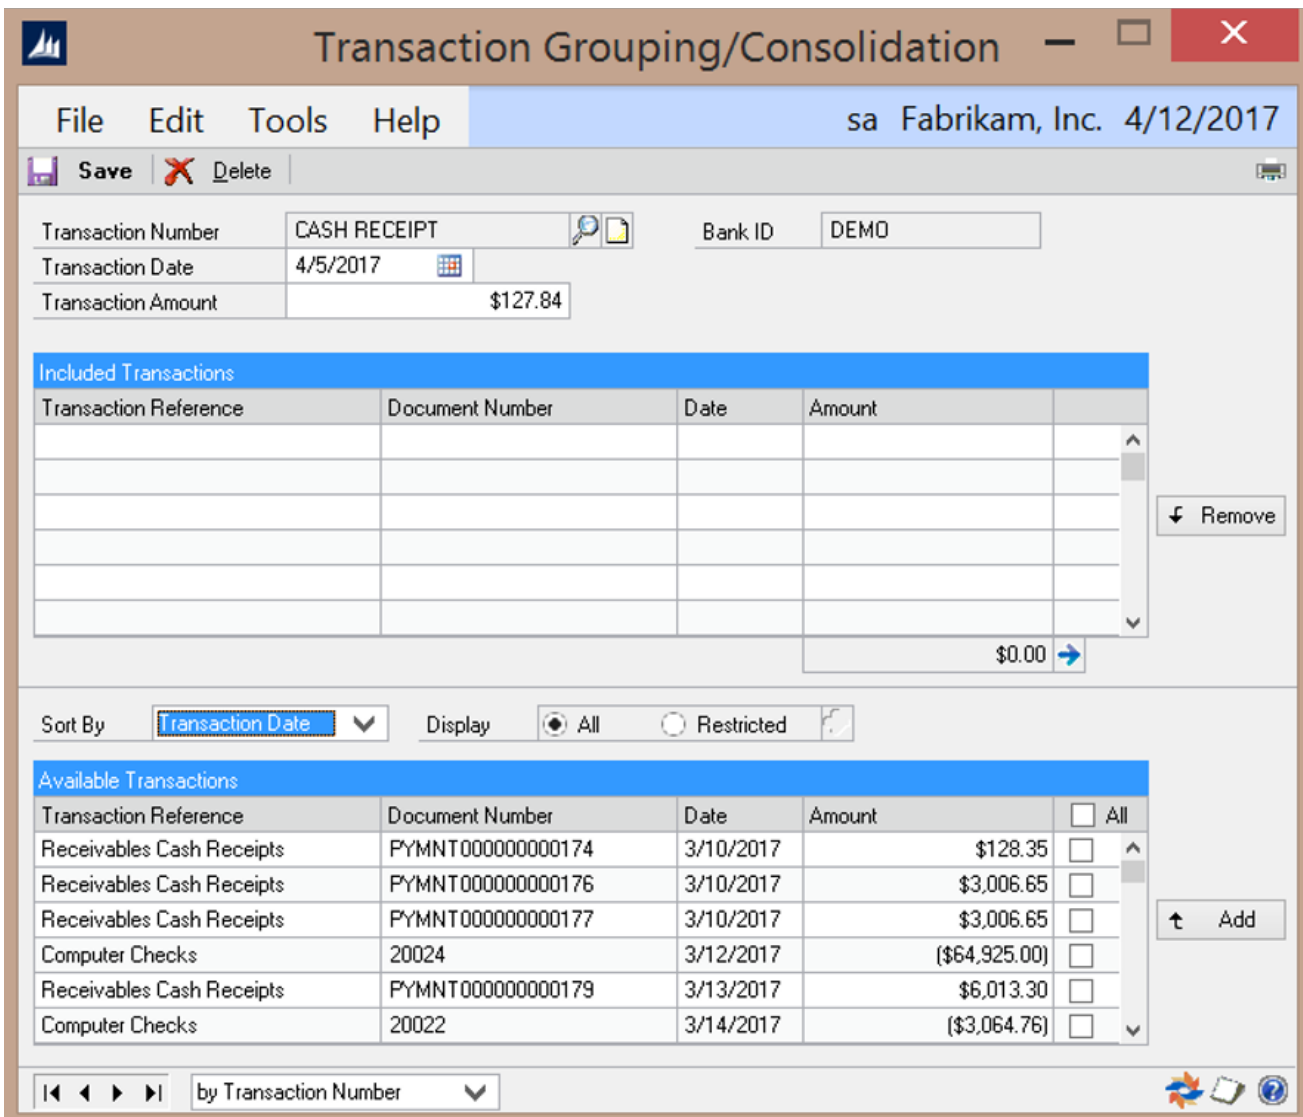 Transaction Grouping/Consolidation
File Edit Tools Help sa Fabrikam, Inc. 4/12/2017
Save Delete
Transaction Number CASH RECEIPT Bank ID DEMO
Transaction Date 4/5/2017
Transaction Amount $127.84
Included Transactions
Transaction Reference Document Number Date Amount
Remove
$0.00
Sort By Transaction Date Display All Restricted
Available Transactions
Transaction Reference Document Number Date Amount All
Receivables Cash Receipts PYMNT000000000174 3/10/2017 $128.35
Receivables Cash Receipts PYMNT000000000176 3/10/2017 $3,006.65
Receivables Cash Receipts PYMNT000000000177 3/10/2017 $3,006.65 Add
Computer Checks 20024 3/12/2017 ($64,925.00)
Receivables Cash Receipts PYMNT000000000179 3/13/2017 $6,013.30
Computer Checks 20022 3/14/2017 ($3,064.76)
by Transaction Number